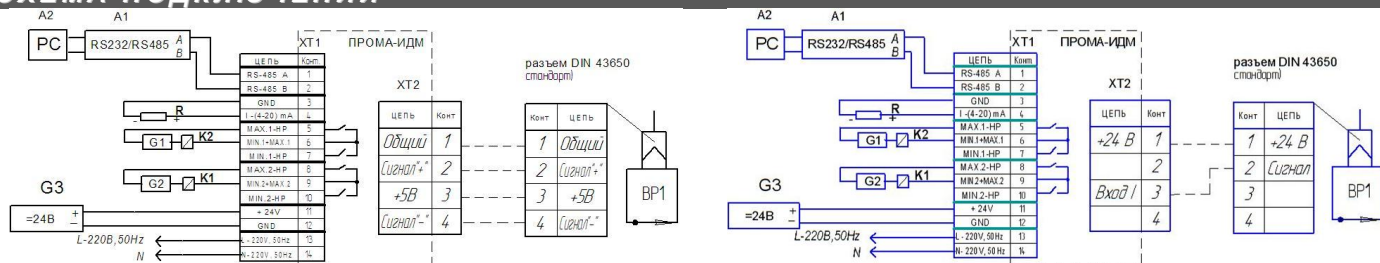 СХЕМА ПОДКЛЮЧЕНИЙ
A2 A1
PC RS232/RS485 A
B
XT1 ПРОМА-ИДМ
ЦЕПЬ Конт.
RS-485 A 1
RS-485 B 2
GND 3
I -(4-20) mA 4
MAX.1-HP 5
MIN.1+MAX.1 6
MIN.1-HP 7
MAX.2-HP 8
MIN.2+MAX.2 9
MIN.2-HP 10
+ 24V 11
GND 12
L - 220V, 50Hz 13
N- 220V, 50Hz 14
- R +
G1 K2
G2 K1
G3
=24В + −
L-220В,50Hz
N
XT2
ЦЕПЬ Конт
Общий 1
Сигнал"+" 2
+5В 3
Сигнал"-" 4
разъем DIN 43650
стандарт)
Конт ЦЕПЬ
1 Общий
2 Сигнал"+"
3 +5В
4 Сигнал"-"
BP1
A2 A1
PC RS232/RS485 A
B
XT1 ПРОМА-ИДМ
ЦЕПЬ Конт.
RS-485 A 1
RS-485 B 2
GND 3
I -(4-20) mA 4
MAX.1-HP 5
MIN.1+MAX.1 6
MIN.1-HP 7
MAX.2-HP 8
MIN.2+MAX.2 9
MIN.2-HP 10
+ 24V 11
GND 12
L - 220V, 50Hz 13
N- 220V, 50Hz 14
- R +
G1 K2
G2 K1
G3
=24В + −
L-220В,50Hz
N
XT2
ЦЕПЬ Конт
+24 В 1
2
Вход I 3
4
разъем DIN 43650
стандарт)
Конт ЦЕПЬ
1 +24 В
2 Сигнал
3
4
BP1